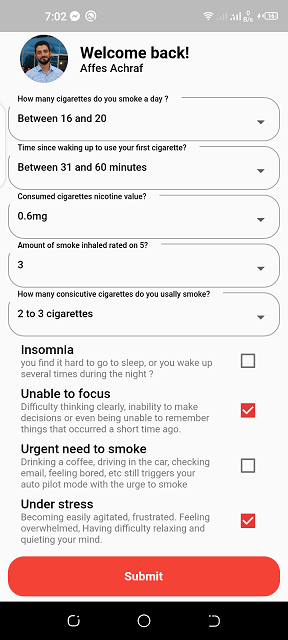 7:02
0
B/s
16
Welcome back!
Affes Achraf
How many cigarettes do you smoke a day ?
Between 16 and 20
Time since waking up to use your first cigarette?
Between 31 and 60 minutes
Consumed cigarettes nicotine value?
0.6mg
Amount of smoke inhaled rated on 5?
3
How many consicutive cigarettes do you usally smoke?
2 to 3 cigarettes
Insomnia
you find it hard to go to sleep, or you wake up
several times during the night ?
Unable to focus
Difficulty thinking clearly, inability to make
decisions or even being unable to remember
things that occurred a short time ago.
Urgent need to smoke
Drinking a coffee, driving in the car, checking
email, feeling bored, etc still triggers your
auto pilot mode with the urge to smoke
Under stress
Becoming easily agitated, frustrated. Feeling
overwhelmed, Having difficulty relaxing and
quieting your mind.
Submit